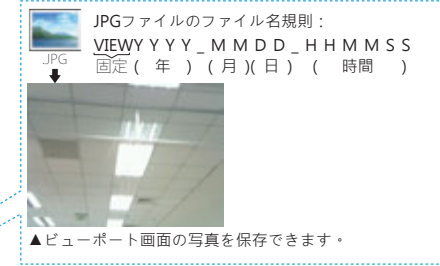 JPGファイルのファイル名規則：
VIEWY Y Y Y _ M M D D _ H H M M S S
.JPG
固定 ( 年 ) ( 月 )( 日 ) ( 時間 )
▲ビューポート画面の写真を保存できます。